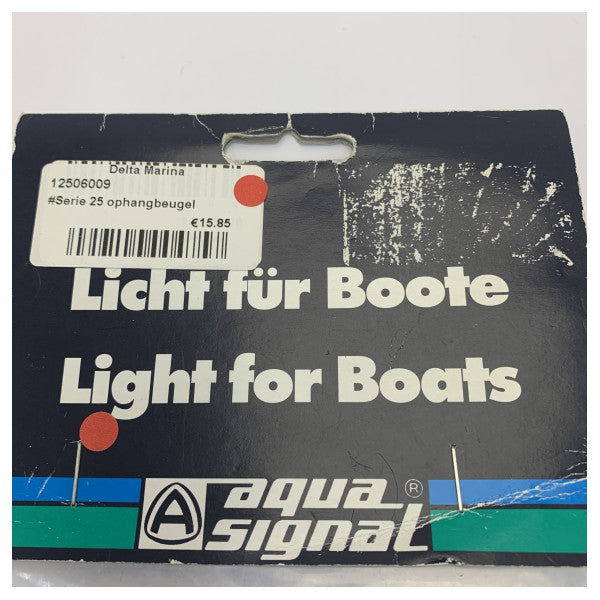 Delta Marina
12506009
#Serie 25 ophangbeugel
€15.85
Licht für Boote
Light for Boats
A aqua ®
signal